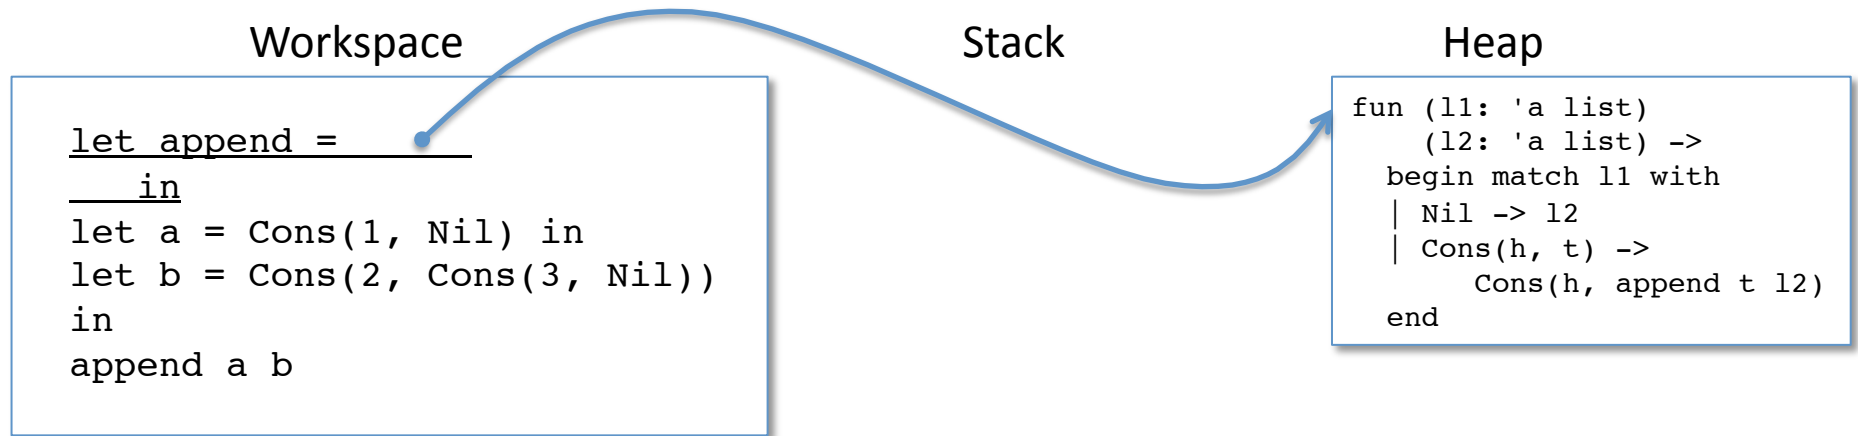 Workspace
Stack
Heap
let append =
in
let a = Cons(1, Nil) in
let b = Cons(2, Cons(3, Nil))
in
append a b
fun (l1: 'a list)
(l2: 'a list) ->
begin match l1 with
| Nil -> l2
| Cons(h, t) ->
Cons(h, append t l2)
end